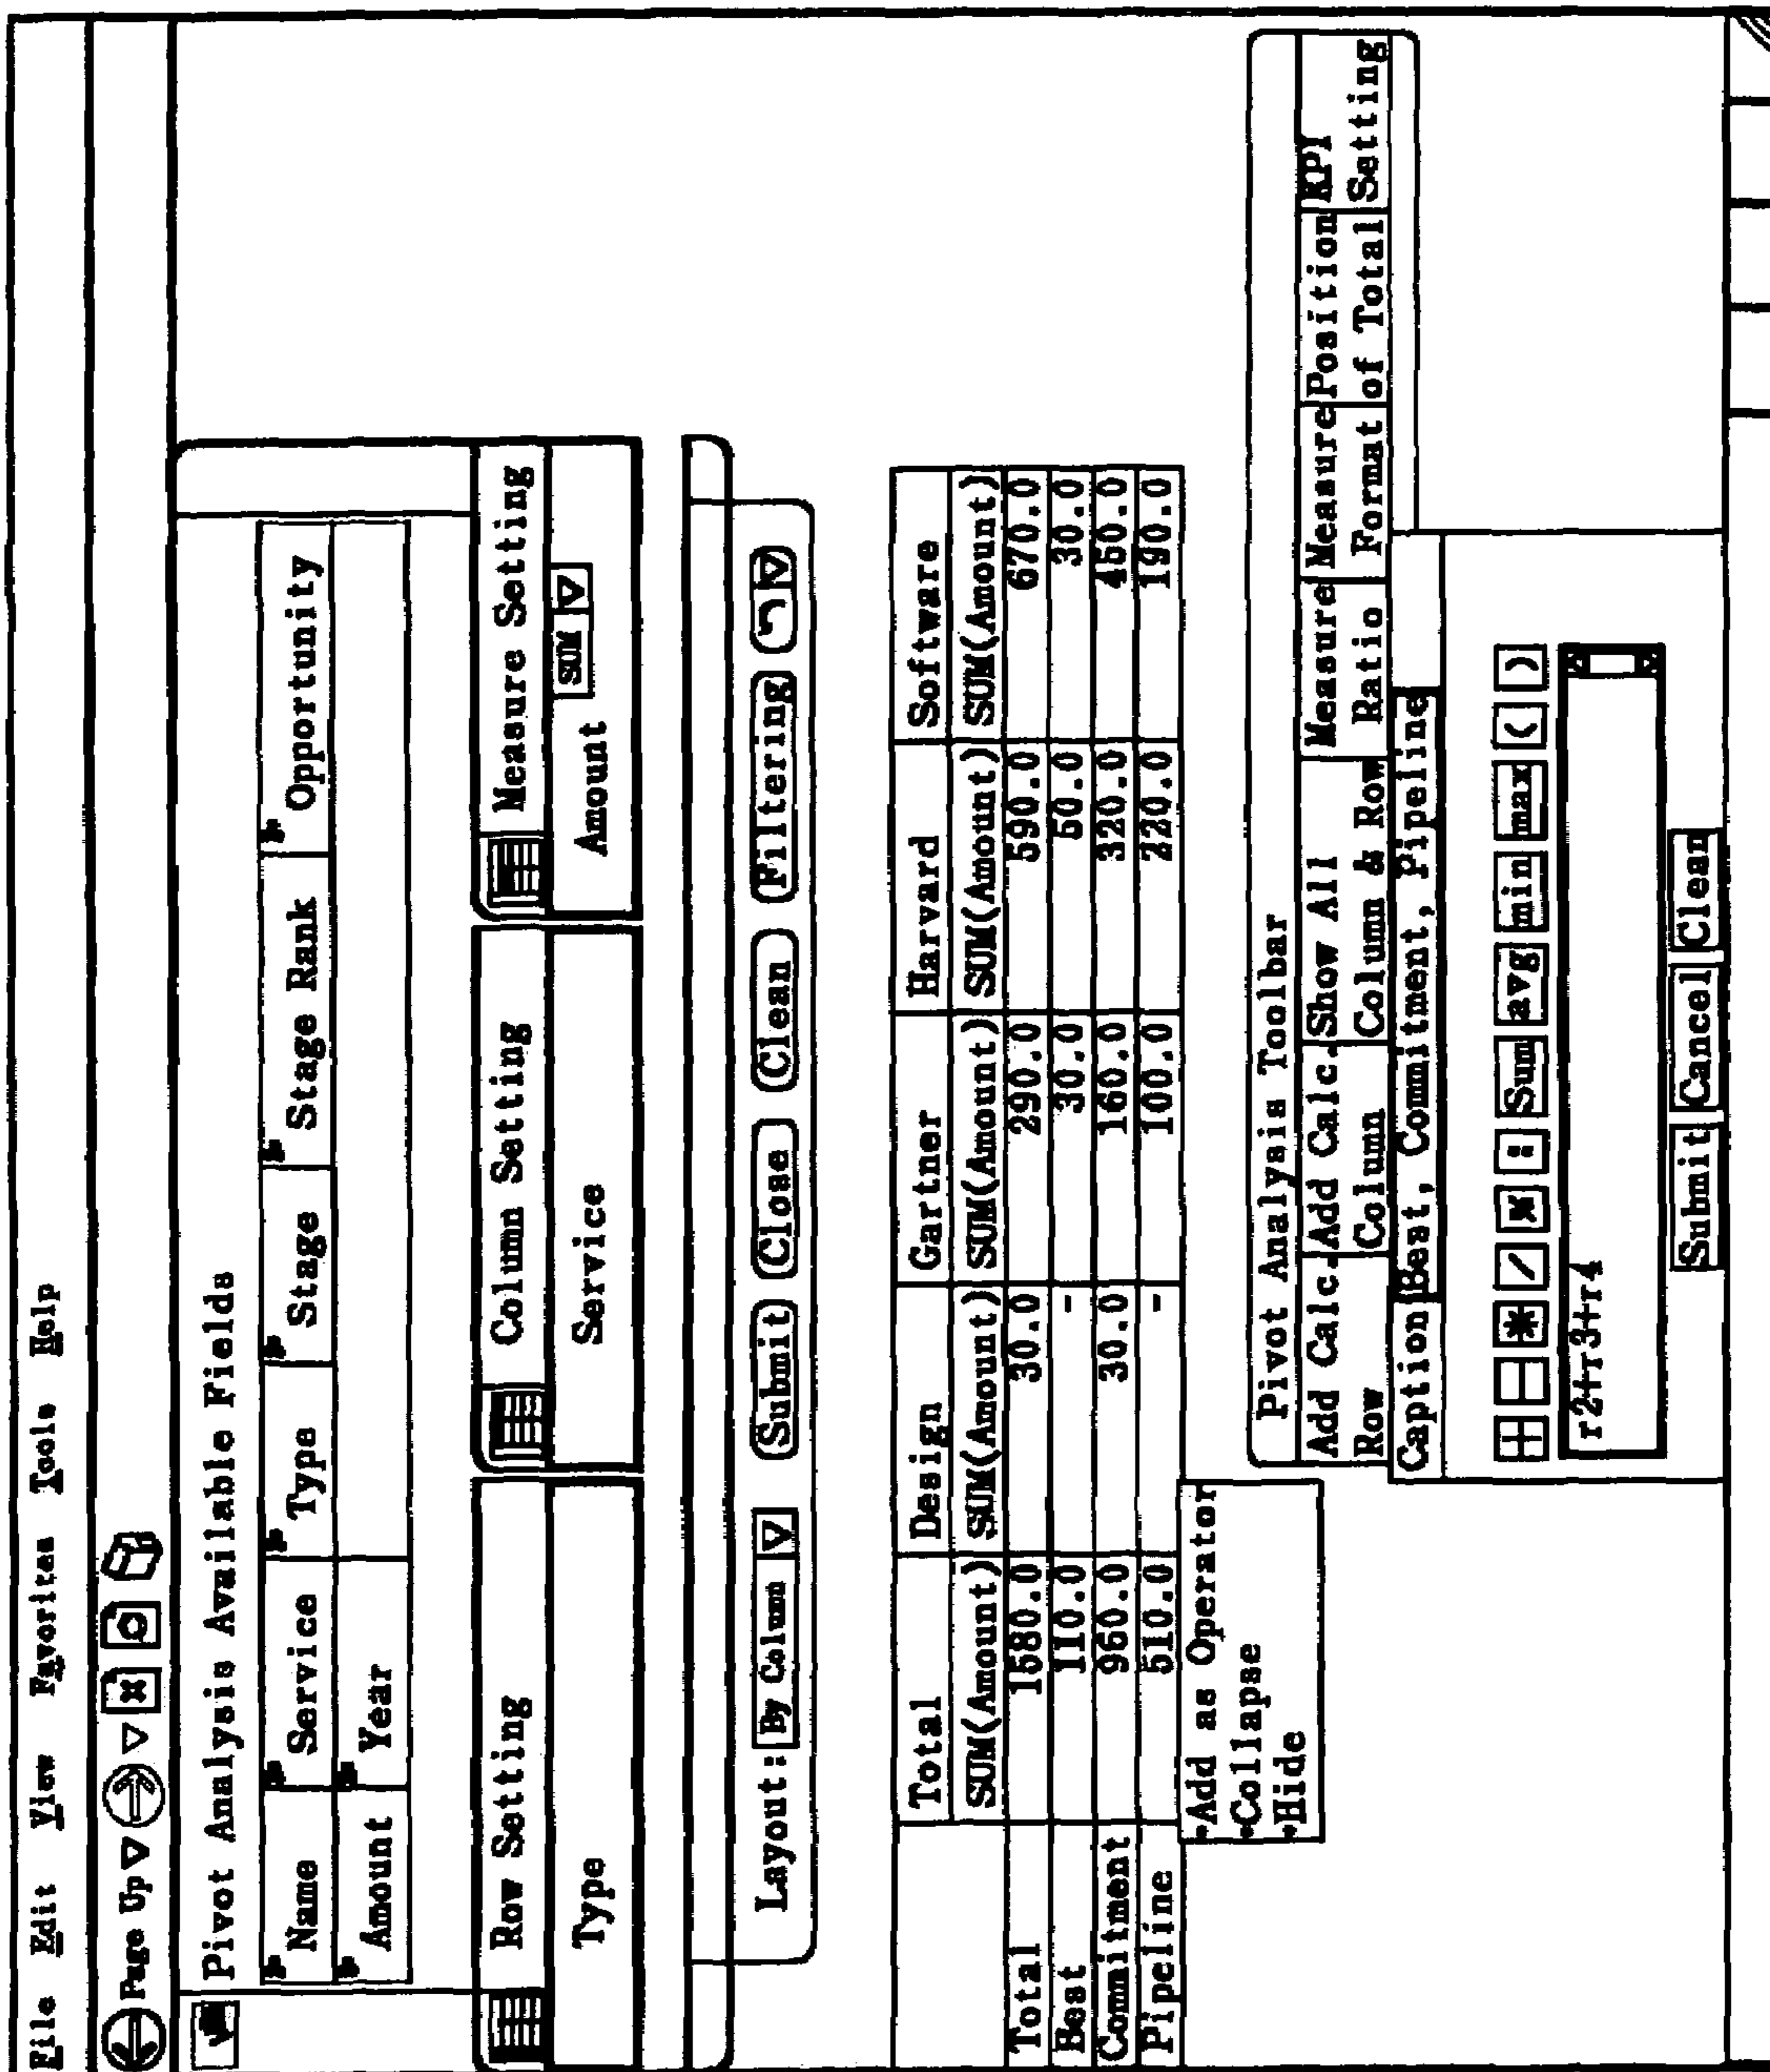 File Edit View Favorites Tools Help
Page Up
Pivot Analysis Available Fields
Name Service Type Stage Stage Rank Opportunity
Amount Year
Row Setting Column Setting Measure Setting
Type Service Amount SUM
Layout: By Column Submit Close Clean Filtering
Total Design Gartner Harvard Software
SUM(Amount) SUM(Amount) SUM(Amount) SUM(Amount) SUM(Amount)
Total 1580.0 30.0 290.0 590.0 670.0
Best 110.0 - 30.0 50.0 30.0
Commitment 960.0 30.0 160.0 320.0 450.0
Pipeline 510.0 - 100.0 220.0 190.0
•Add as Operator
•Collapse
•Hide
Pivot Analysis Toolbar
Add Calc. Add Calc. Show All Measure Measure Position KPI
Row Column Column & Row Ratio Format of Total Setting
Caption Best, Commitment, Pipeline
* / % Sum avg min max ( )
r2+r3+r4
Submit Cancel Clean